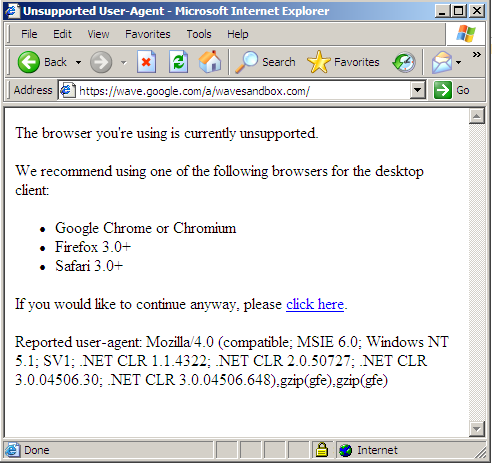 Unsupported User-Agent - Microsoft Internet Explorer
File Edit View Favorites Tools Help
Back Search Favorites »
Address https://wave.google.com/a/wavesandbox.com/ Go
The browser you're using is currently unsupported.
We recommend using one of the following browsers for the desktop
client:
• Google Chrome or Chromium
• Firefox 3.0+
• Safari 3.0+
If you would like to continue anyway, please click here.
Reported user-agent: Mozilla/4.0 (compatible; MSIE 6.0; Windows NT
5.1; SV1; .NET CLR 1.1.4322; .NET CLR 2.0.50727; .NET CLR
3.0.04506.30; .NET CLR 3.0.04506.648),gzip(gfe),gzip(gfe)
Done Internet